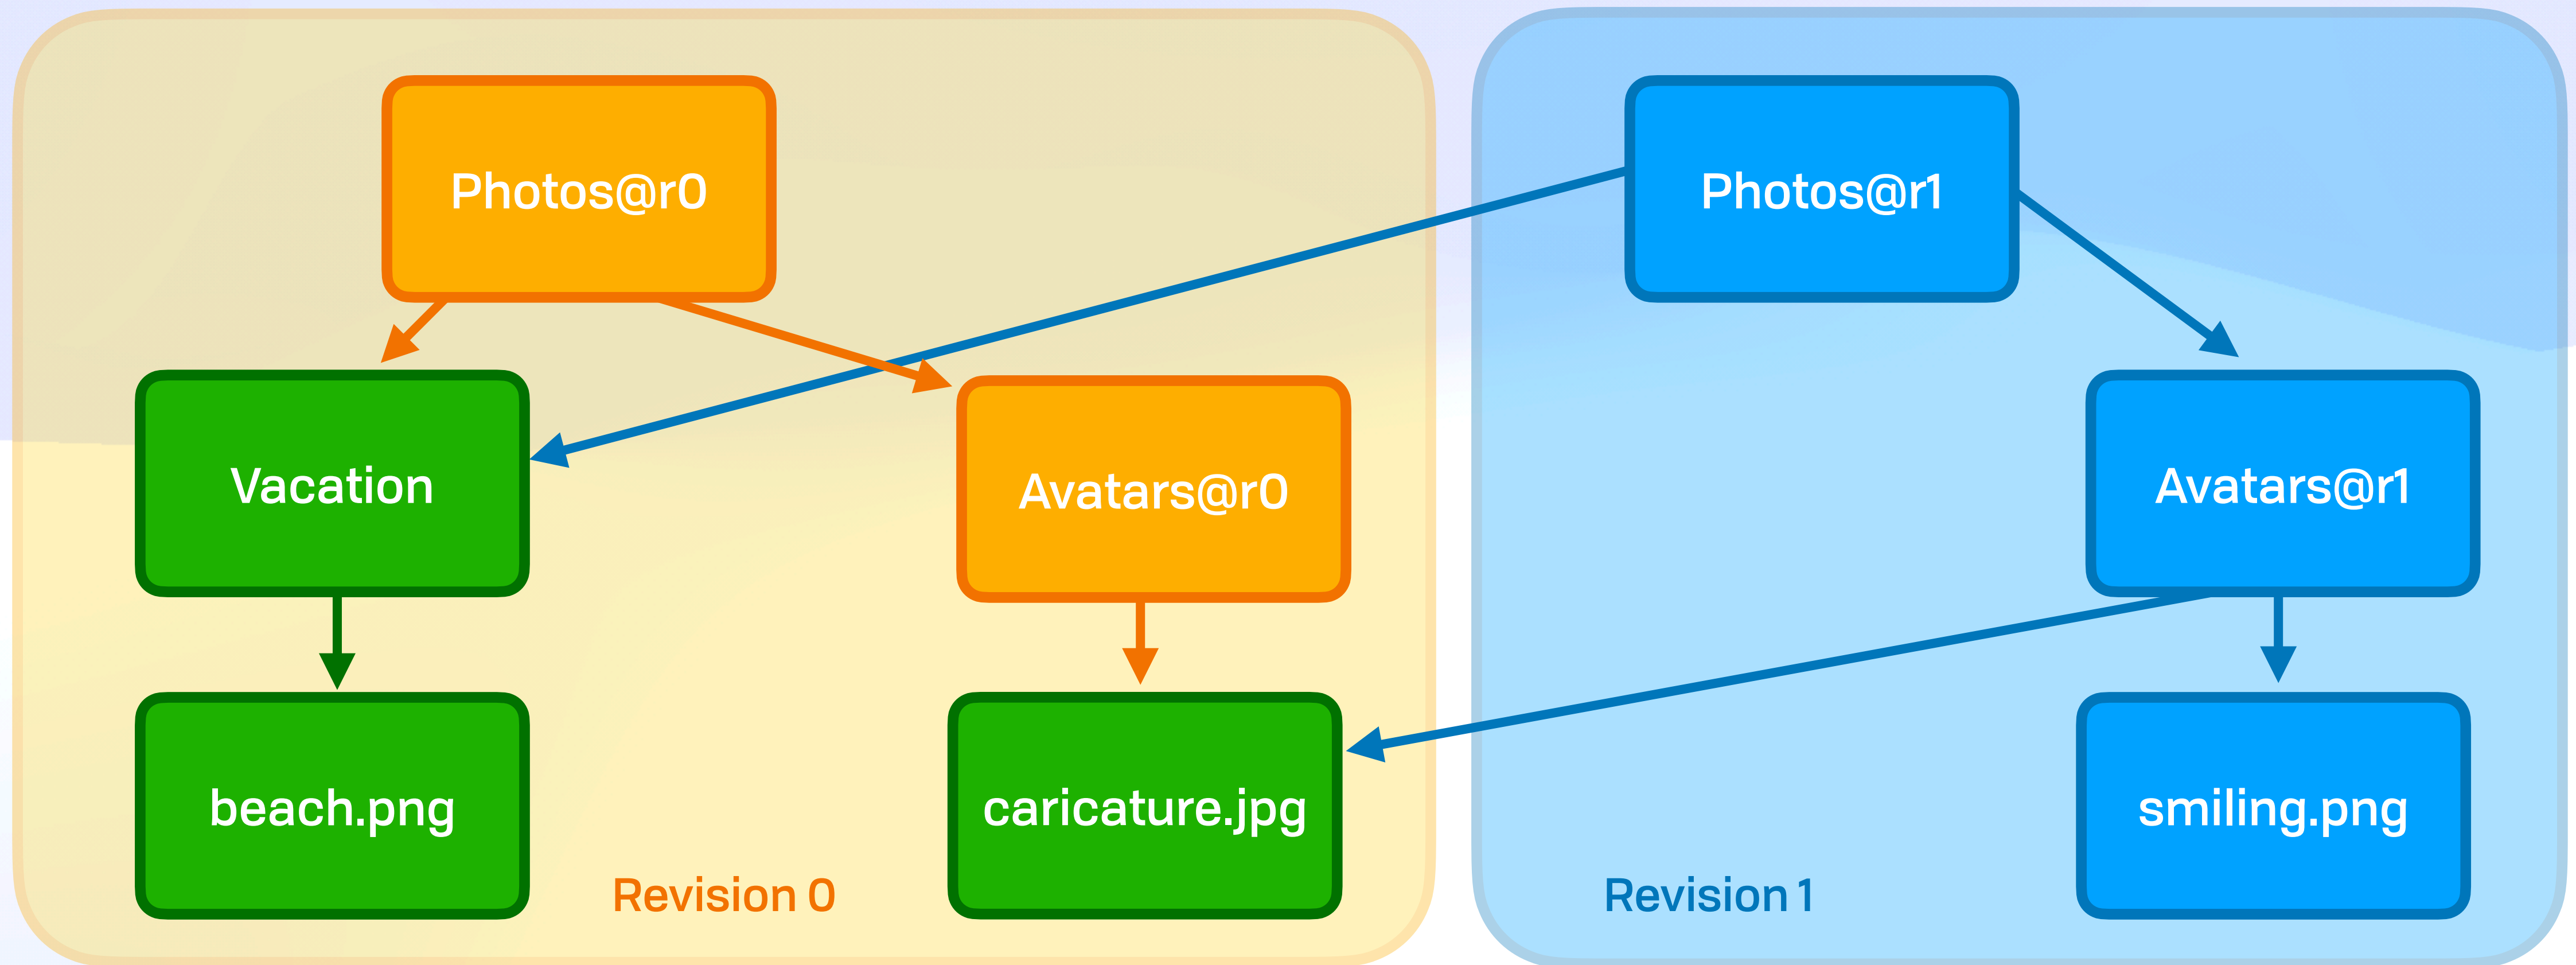 Photos@r0
Photos@r1
Vacation
Avatars@r0
Avatars@r1
beach.png
caricature.jpg
smiling.png
Revision 0
Revision 1